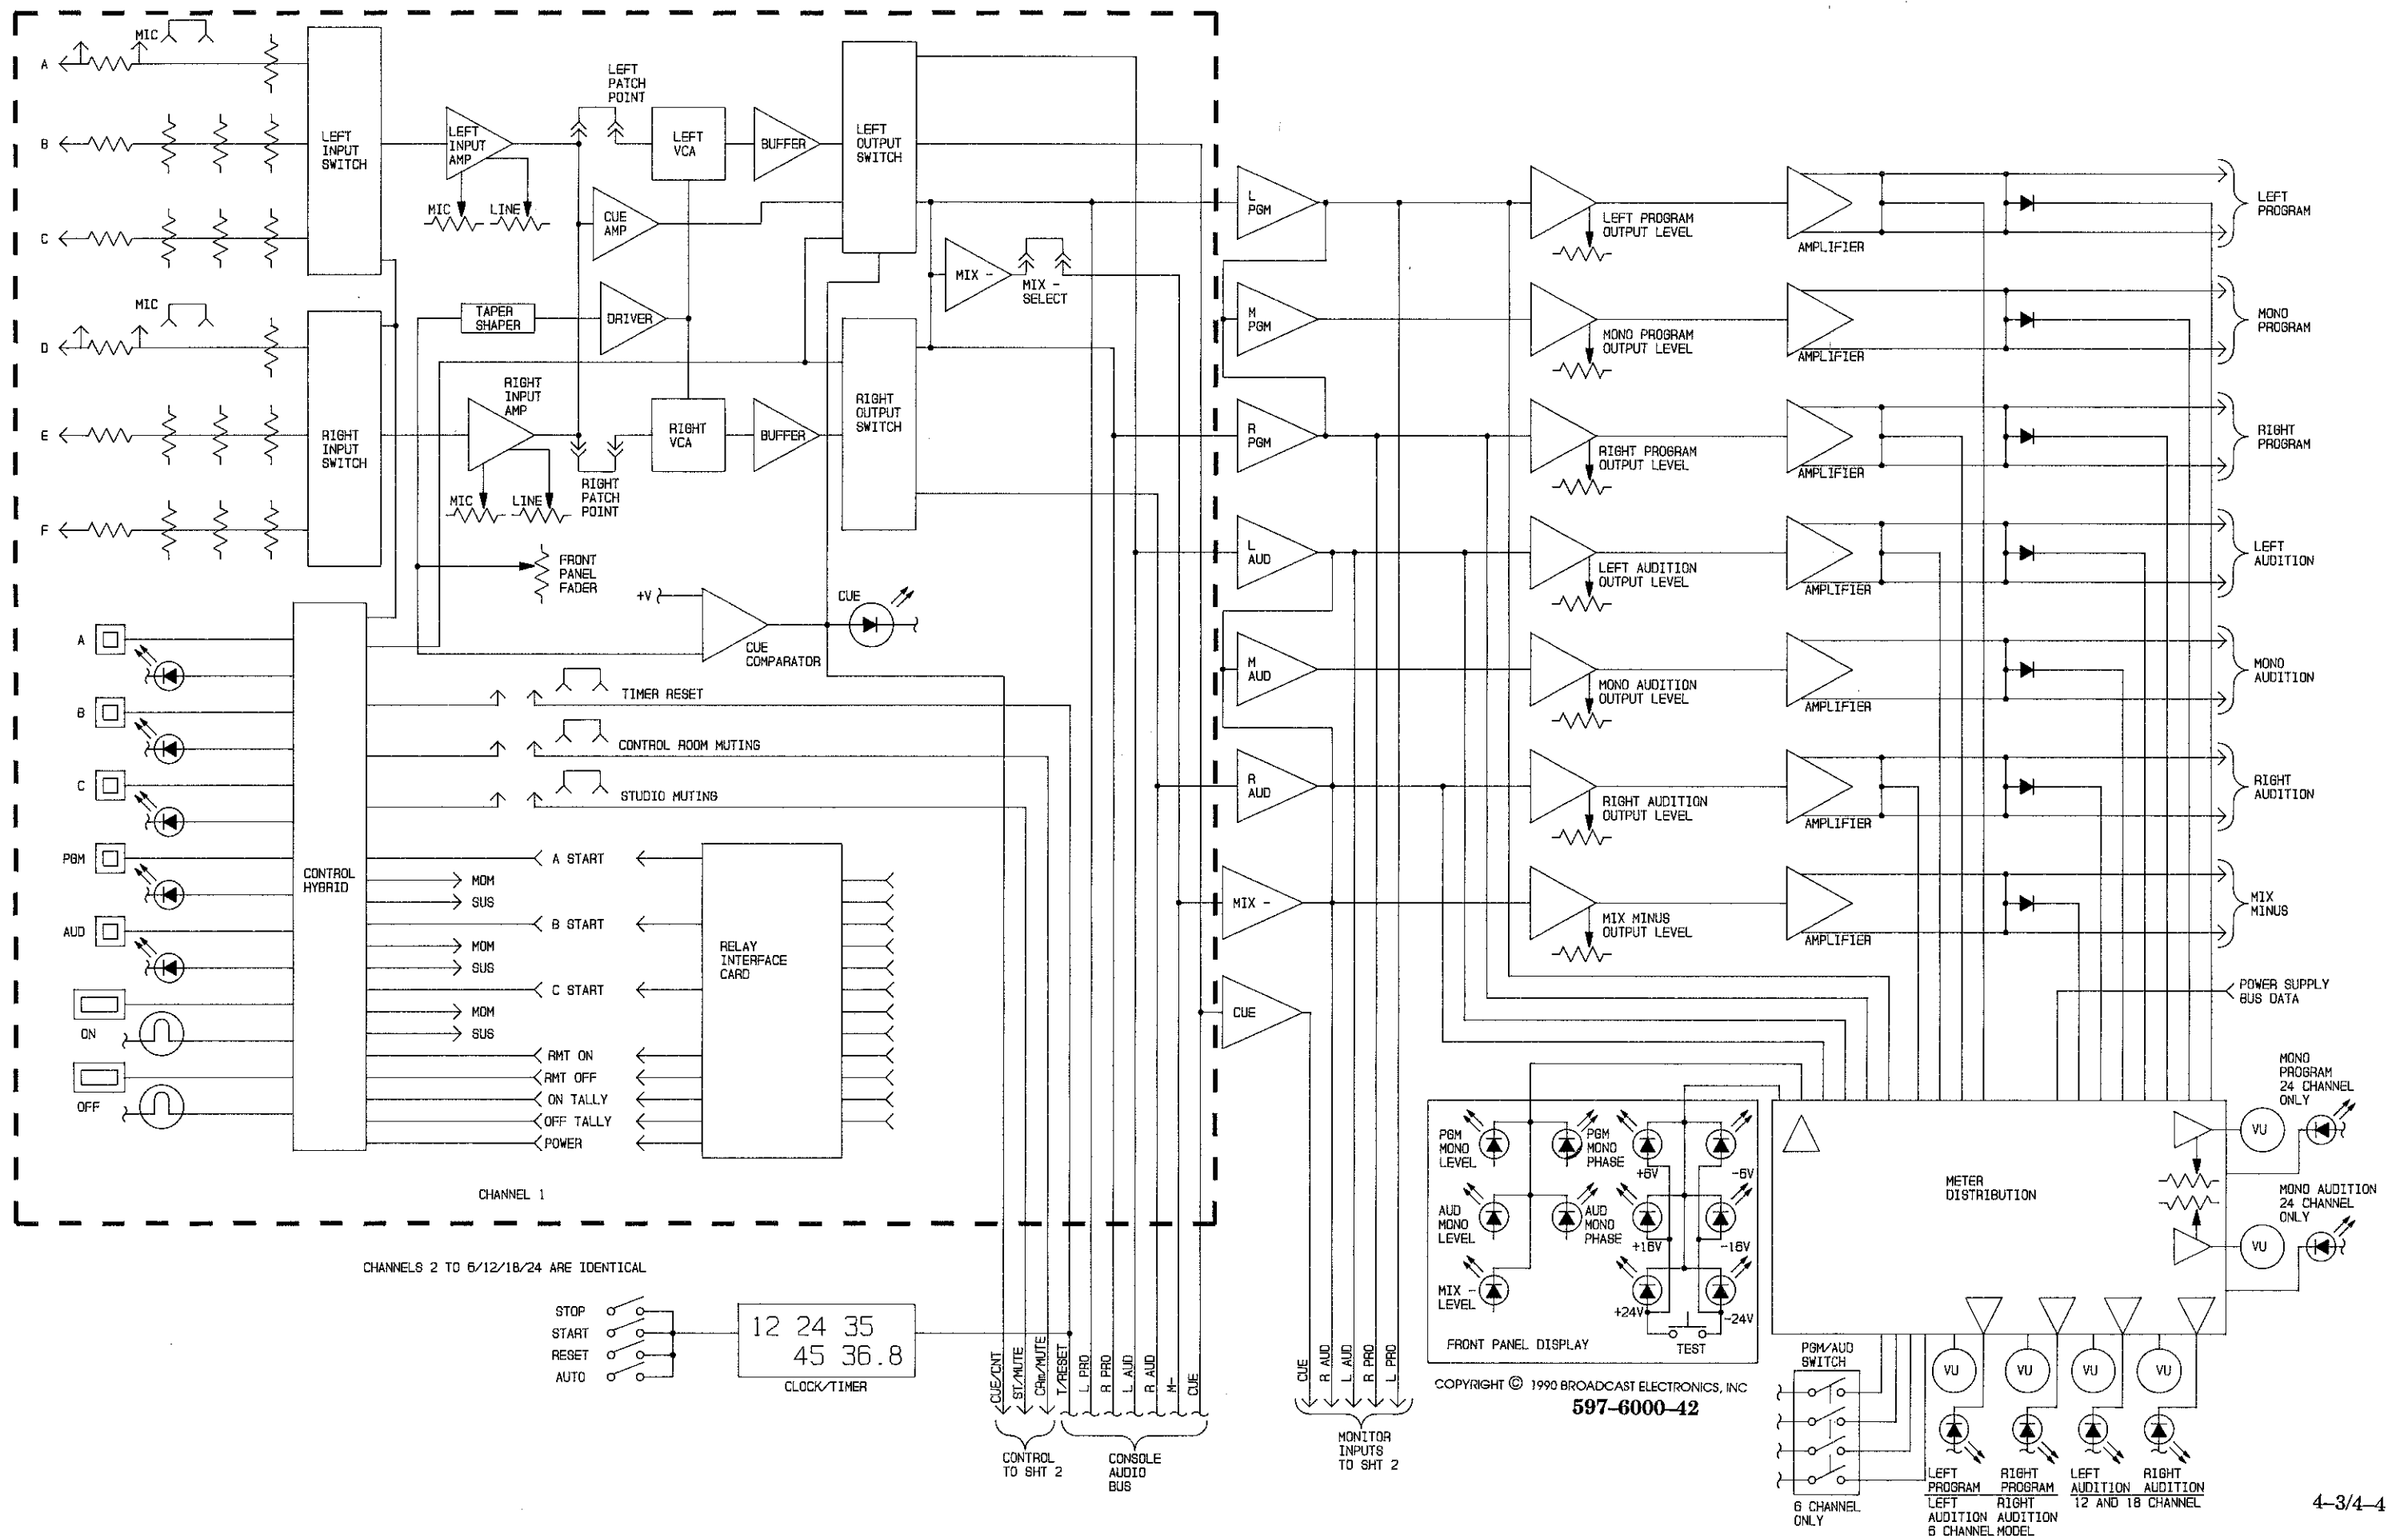 MIC
A
B
C
LEFT
INPUT
SWITCH
LEFT
INPUT
AMP
MIC
LINE
LEFT
PATCH
POINT
CUE
AMP
LEFT
VCA
BUFFER
LEFT
OUTPUT
SWITCH
MIX -
MIX -
SELECT
MIC
D
E
F
RIGHT
INPUT
SWITCH
TAPER
SHAPER
DRIVER
RIGHT
INPUT
AMP
MIC
LINE
RIGHT
PATCH
POINT
RIGHT
VCA
BUFFER
RIGHT
OUTPUT
SWITCH
FRONT
PANEL
FADER
+V
CUE
COMPARATOR
CUE
A
B
C
PGM
AUD
ON
OFF
CONTROL
HYBRID
TIMER RESET
CONTROL ROOM MUTING
STUDIO MUTING
A START
MOM
SUS
B START
MOM
SUS
C START
MOM
SUS
RMT ON
RMT OFF
ON TALLY
OFF TALLY
POWER
RELAY
INTERFACE
CARD
CHANNEL 1
CHANNELS 2 TO 6/12/18/24 ARE IDENTICAL
STOP
START
RESET
AUTO
12 24 35
45 36.8
CLOCK/TIMER
CUE/CNT
ST/MUTE
CRm/MUTE
T/RESET
L PRO
R PRO
L AUD
R AUD
M-
CUE
CONTROL
TO SHT 2
CONSOLE
AUDIO
BUS
L
PGM
M
PGM
R
PGM
L
AUD
M
AUD
R
AUD
MIX -
CUE
CUE
R AUD
L AUD
R PRO
L PRO
MONITOR
INPUTS
TO SHT 2
LEFT PROGRAM
OUTPUT LEVEL
AMPLIFIER
LEFT
PROGRAM
MONO PROGRAM
OUTPUT LEVEL
AMPLIFIER
MONO
PROGRAM
RIGHT PROGRAM
OUTPUT LEVEL
AMPLIFIER
RIGHT
PROGRAM
LEFT AUDITION
OUTPUT LEVEL
AMPLIFIER
LEFT
AUDITION
MONO AUDITION
OUTPUT LEVEL
AMPLIFIER
MONO
AUDITION
RIGHT AUDITION
OUTPUT LEVEL
AMPLIFIER
RIGHT
AUDITION
MIX MINUS
OUTPUT LEVEL
AMPLIFIER
MIX
MINUS
POWER SUPPLY
BUS DATA
PGM
MONO
LEVEL
PGM
MONO
PHASE
+6V
-6V
AUD
MONO
LEVEL
AUD
MONO
PHASE
+16V
-16V
MIX -
LEVEL
+24V
-24V
FRONT PANEL DISPLAY
TEST
COPYRIGHT © 1990 BROADCAST ELECTRONICS, INC
597-6000-42
METER
DISTRIBUTION
VU
MONO
PROGRAM
24 CHANNEL
ONLY
VU
MONO AUDITION
24 CHANNEL
ONLY
PGM/AUD
SWITCH
6 CHANNEL
ONLY
VU
VU
VU
VU
LEFT
PROGRAM
RIGHT
PROGRAM
LEFT
AUDITION
RIGHT
AUDITION
LEFT
AUDITION
RIGHT
AUDITION
6 CHANNEL MODEL
12 AND 18 CHANNEL
4-3/4-4